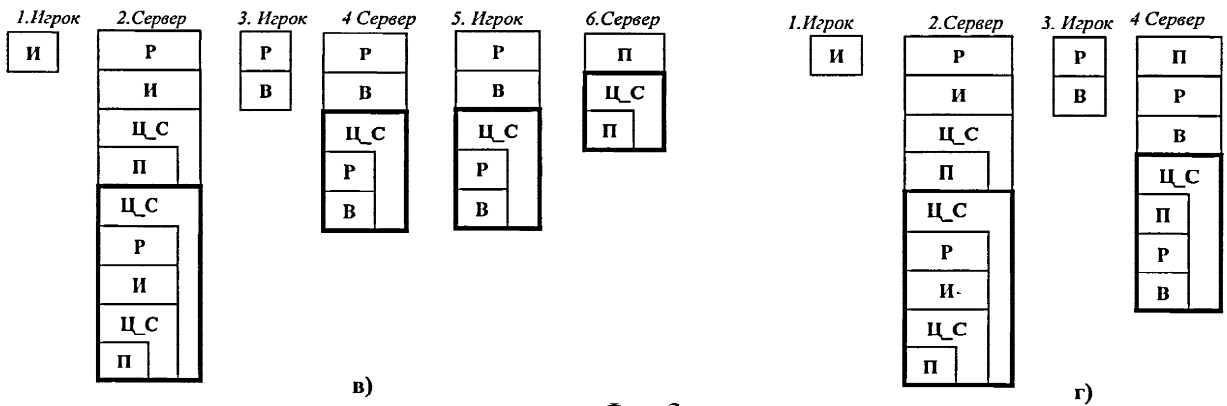 1.Игрок 2.Сервер 3. Игрок 4 Сервер 5. Игрок 6.Сервер 1.Игрок 2.Сервер 3. Игрок 4 Сервер
И Р Р Р Р П И Р Р П
И В В В Ц_С И В Р
Ц_С Ц_С Ц_С П Ц_С В
П Р Р П Ц_С
Ц_С В В Ц_С П
Р Р Р
И И В
Ц_С Ц_С
П П
в) г)